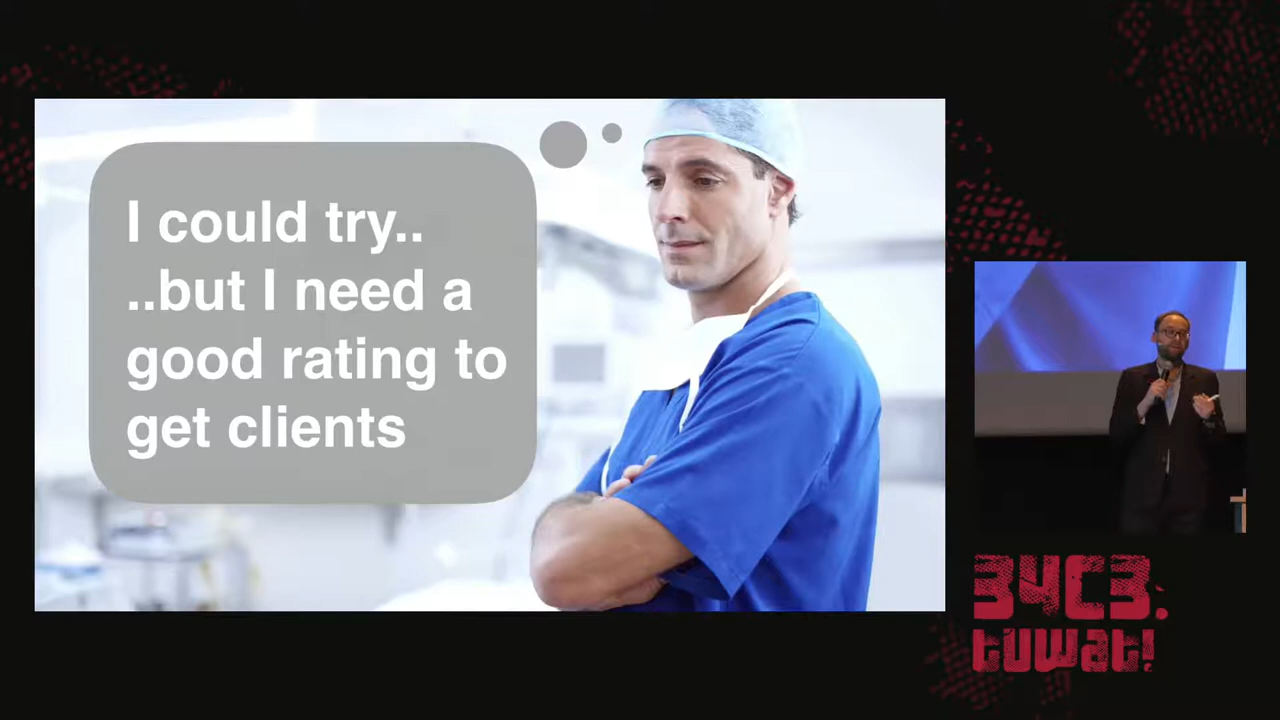 I could try..
..but I need a
good rating to
get clients
34C3:
tuwat!